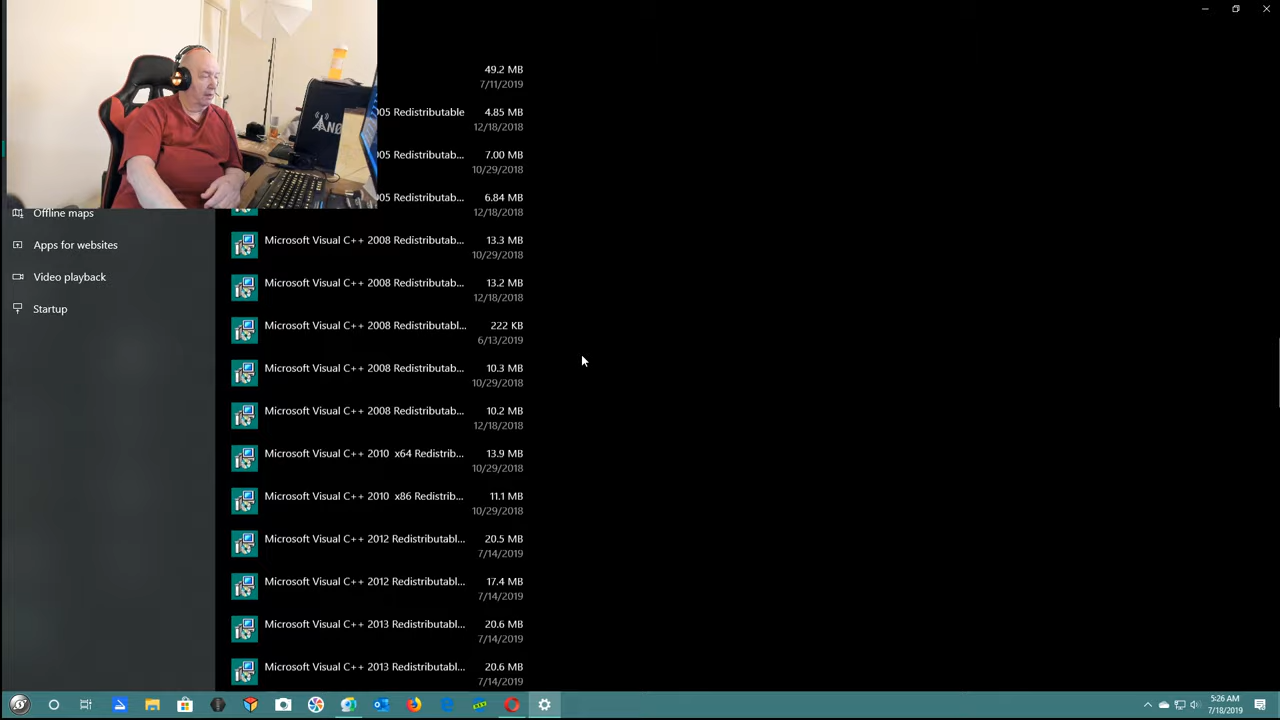 49.2 MB
7/11/2019
005 Redistributable 4.85 MB
12/18/2018
005 Redistributab... 7.00 MB
10/29/2018
005 Redistributab... 6.84 MB
12/18/2018
Offline maps
Apps for websites
Video playback
Startup
Microsoft Visual C++ 2008 Redistributab... 13.3 MB
10/29/2018
Microsoft Visual C++ 2008 Redistributab... 13.2 MB
12/18/2018
Microsoft Visual C++ 2008 Redistributabl... 222 KB
6/13/2019
Microsoft Visual C++ 2008 Redistributab... 10.3 MB
10/29/2018
Microsoft Visual C++ 2008 Redistributab... 10.2 MB
12/18/2018
Microsoft Visual C++ 2010 x64 Redistrib... 13.9 MB
10/29/2018
Microsoft Visual C++ 2010 x86 Redistrib... 11.1 MB
10/29/2018
Microsoft Visual C++ 2012 Redistributabl... 20.5 MB
7/14/2019
Microsoft Visual C++ 2012 Redistributabl... 17.4 MB
7/14/2019
Microsoft Visual C++ 2013 Redistributabl... 20.6 MB
7/14/2019
Microsoft Visual C++ 2013 Redistributabl... 20.6 MB
7/14/2019
5:26 AM
7/18/2019